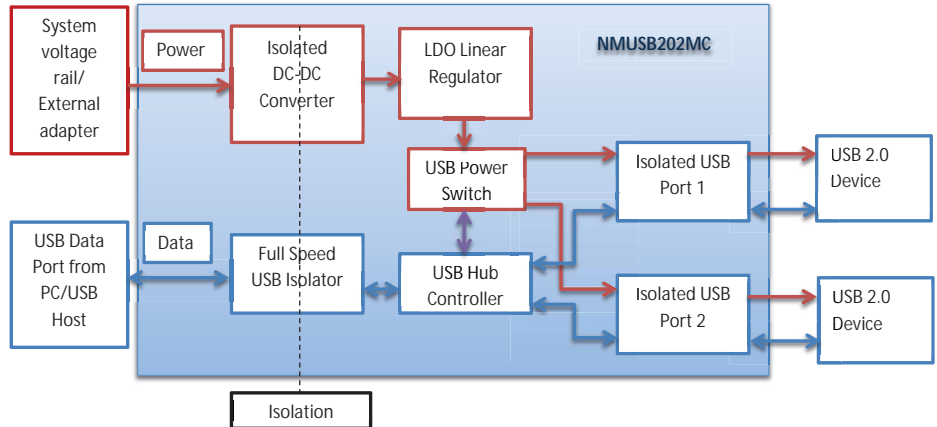 System
voltage
rail/
External
adapter
Power
Isolated
DC-DC
Converter
LDO Linear
Regulator
NMUSB202MC
USB Power
Switch
Isolated USB
Port 1
USB 2.0
Device
USB Data
Port from
PC/USB
Host
Data
Full Speed
USB Isolator
USB Hub
Controller
Isolated USB
Port 2
USB 2.0
Device
Isolation